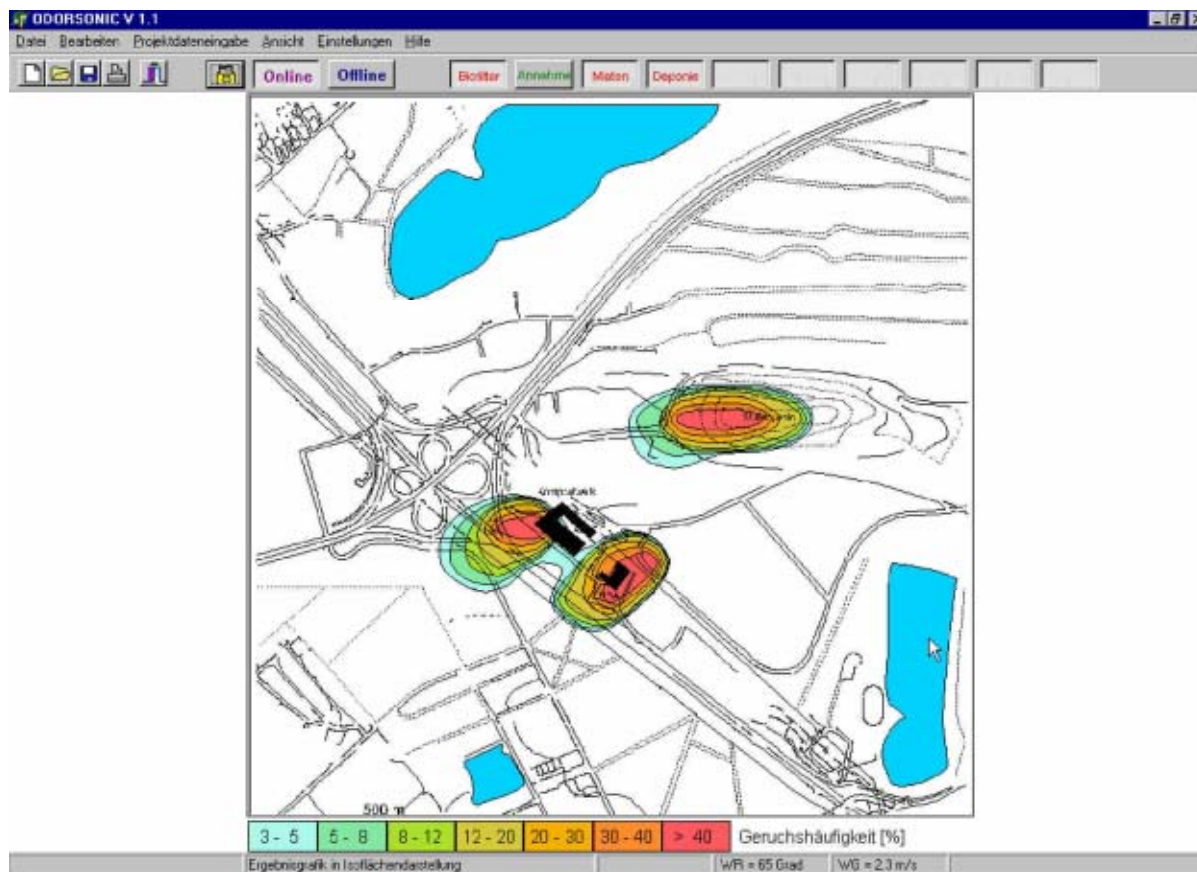 ODORSONIC V 1.1
Datei Bearbeiten Projektdateneingabe Ansicht Einstellungen Hilfe
Online Offline Biofilter Annahme Mieten Deponie
500 m
3 - 5 5 - 8 8 - 12 12 - 20 20 - 30 30 - 40 > 40 Geruchshäufigkeit [%]
Ergebnisgrafik in Isoflächendarstellung WR = 65 Grad WG = 2.3 m/s